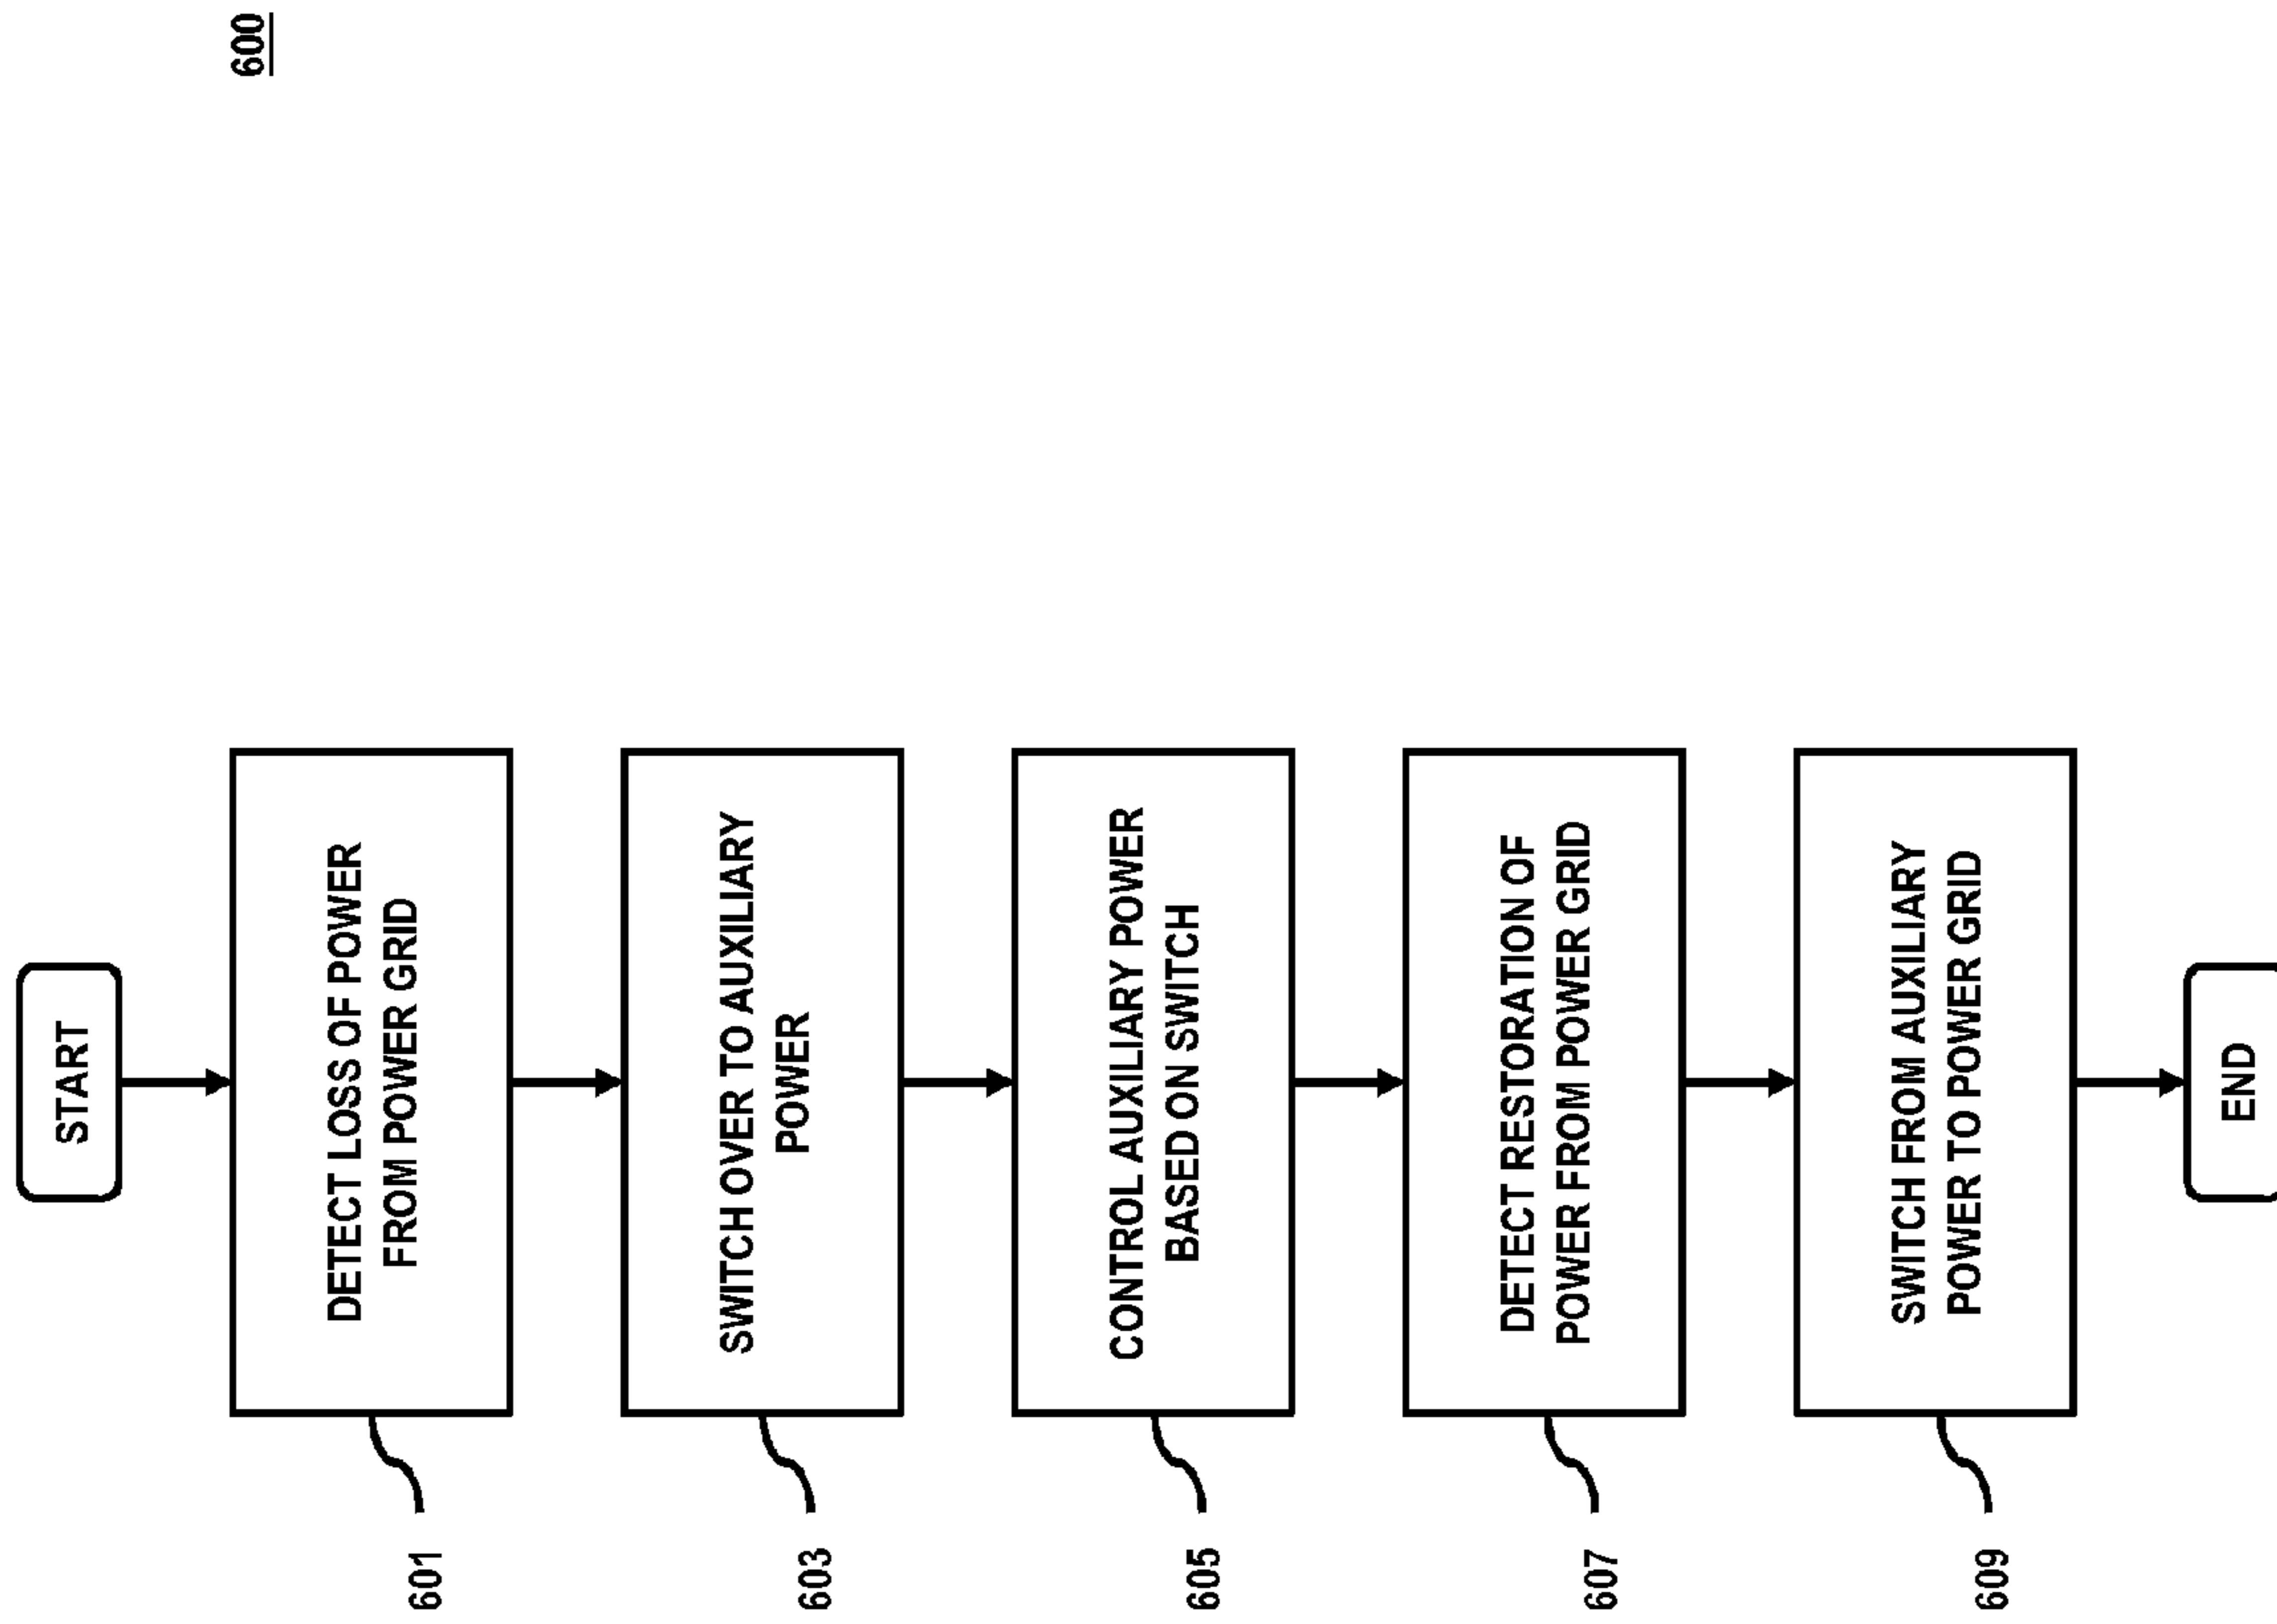 600
START
DETECT LOSS OF POWER
FROM POWER GRID
601
SWITCH OVER TO AUXILIARY
POWER
603
CONTROL AUXILIARY POWER
BASED ON SWITCH
605
DETECT RESTORATION OF
POWER FROM POWER GRID
607
SWITCH FROM AUXILIARY
POWER TO POWER GRID
609
END